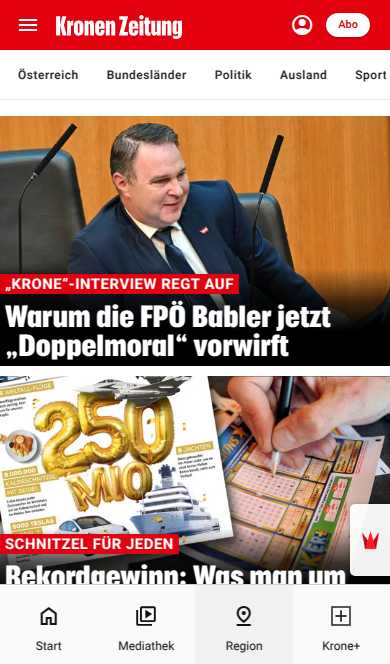 Kronen Zeitung
Abo
Österreich Bundesländer Politik Ausland Sport
„KRONE“-INTERVIEW REGT AUF
Warum die FPÖ Babler jetzt
„Doppelmoral“ vorwirft
250
MIO
SCHNITZEL FÜR JEDEN
Rekordgewinn: Was man um
Start Mediathek Region Krone+